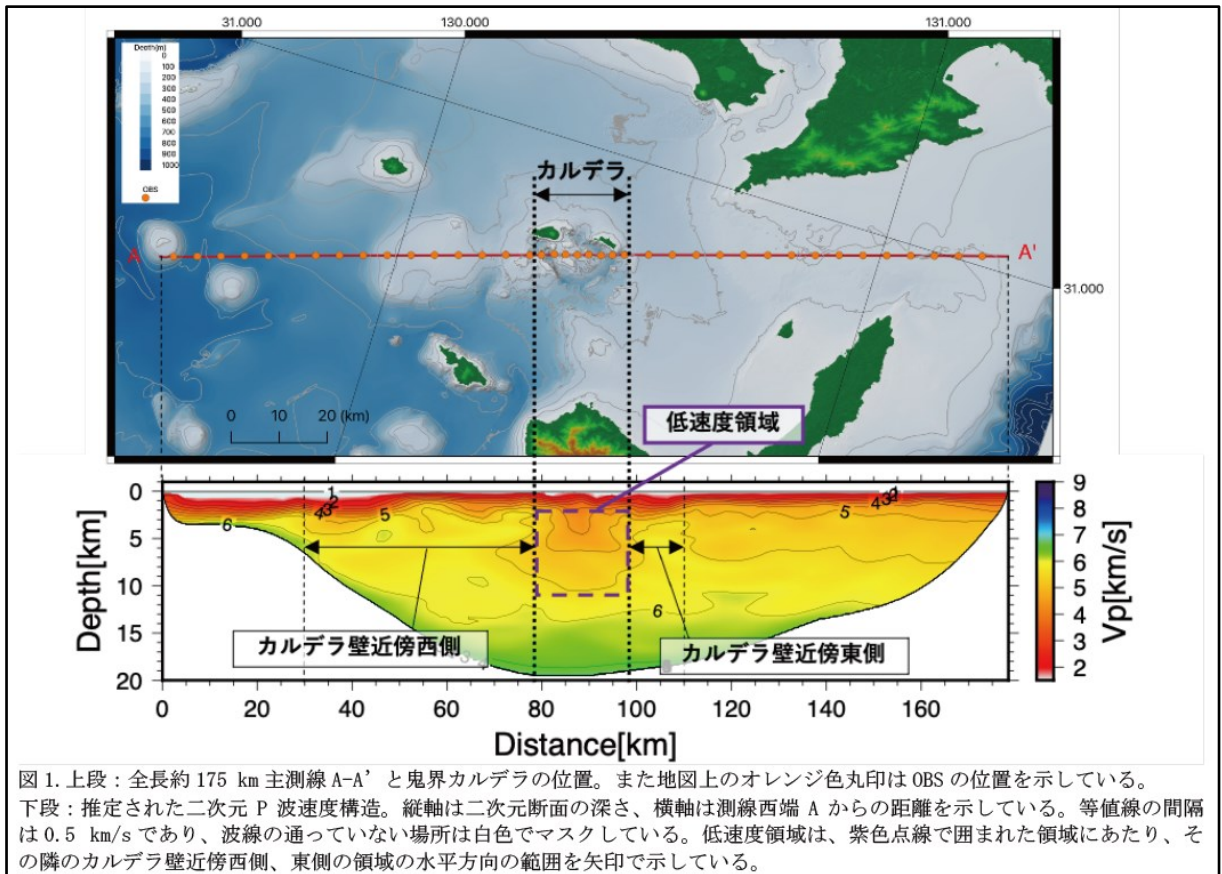 31.000
130.000
131.000
Depth(m)
0
100
200
300
400
500
600
700
800
900
1000
OBS
カルデラ
A
A'
31.000
0 10 20 (km)
低速度領域
0
5
10
15
20
Depth[km]
1
2
3
4
5
6
5
6
カルデラ壁近傍西側
カルデラ壁近傍東側
9
8
7
6
5
4
3
2
Vp[km/s]
0 20 40 60 80 100 120 140 160
Distance[km]
図 1. 上段：全長約 175 km 主測線 A-A’ と鬼界カルデラの位置。また地図上のオレンジ色丸印は OBS の位置を示している。
下段：推定された二次元 P 波速度構造。縦軸は二次元断面の深さ、横軸は測線西端 A からの距離を示している。等値線の間隔
は 0.5 km/s であり、波線の通っていない場所は白色でマスクしている。低速度領域は、紫色点線で囲まれた領域にあたり、そ
の隣のカルデラ壁近傍西側、東側の領域の水平方向の範囲を矢印で示している。